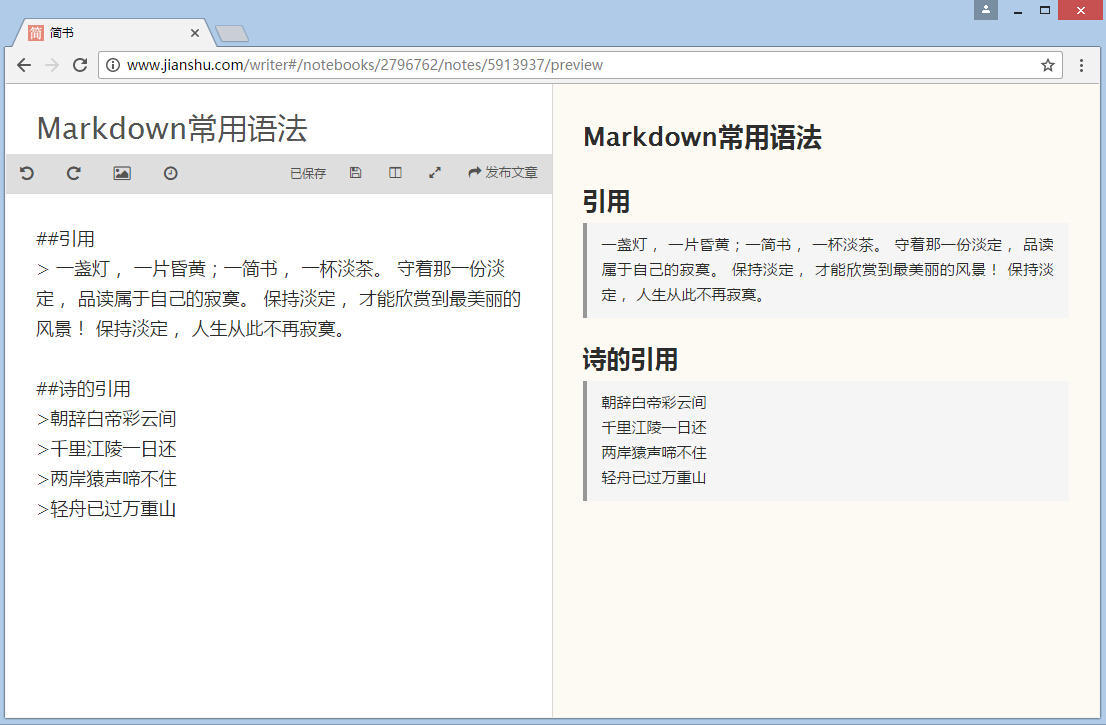 简 简书
www.jianshu.com/writer#/notebooks/2796762/notes/5913937/preview
Markdown常用语法
已保存 发布文章
##引用
> 一盏灯， 一片昏黄；一简书， 一杯淡茶。 守着那一份淡
定， 品读属于自己的寂寞。 保持淡定， 才能欣赏到最美丽的
风景！ 保持淡定， 人生从此不再寂寞。
##诗的引用
>朝辞白帝彩云间
>千里江陵一日还
>两岸猿声啼不住
>轻舟已过万重山
Markdown常用语法
引用
一盏灯， 一片昏黄；一简书， 一杯淡茶。 守着那一份淡定， 品读
属于自己的寂寞。 保持淡定， 才能欣赏到最美丽的风景！ 保持淡
定， 人生从此不再寂寞。
诗的引用
朝辞白帝彩云间
千里江陵一日还
两岸猿声啼不住
轻舟已过万重山